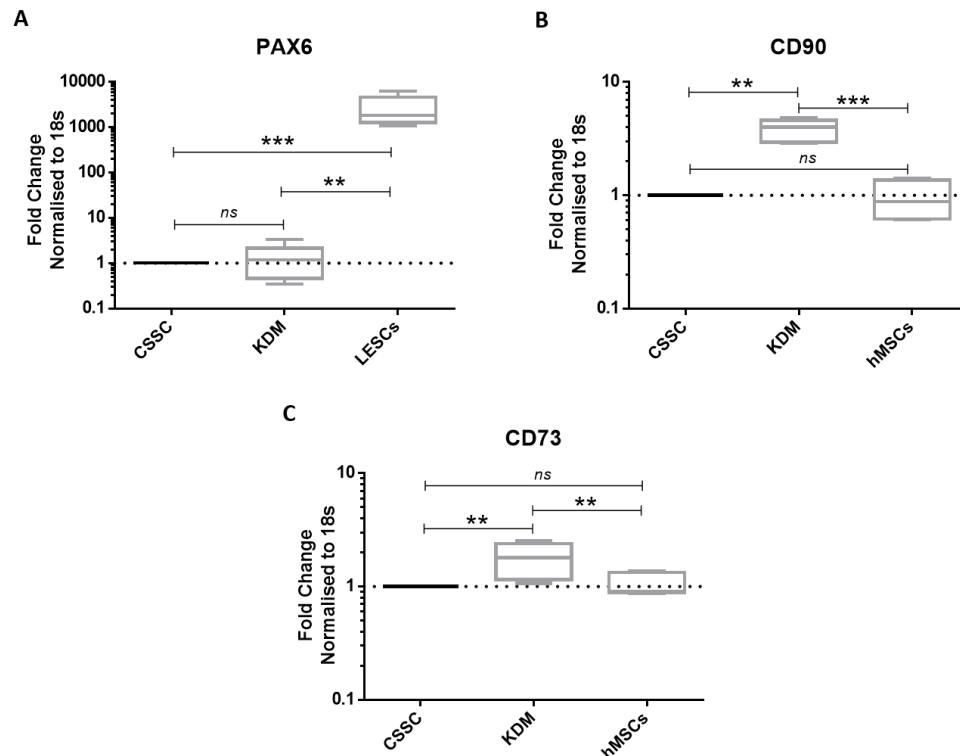 A
PAX6
Fold Change
Normalised to 18s
10000
1000
100
10
1
0.1
***
**
ns
CSSC
KDM
LESCs
B
CD90
Fold Change
Normalised to 18s
10
1
0.1
**
***
ns
CSSC
KDM
hMSCs
C
CD73
Fold Change
Normalised to 18s
10
1
0.1
ns
**
**
CSSC
KDM
hMSCs